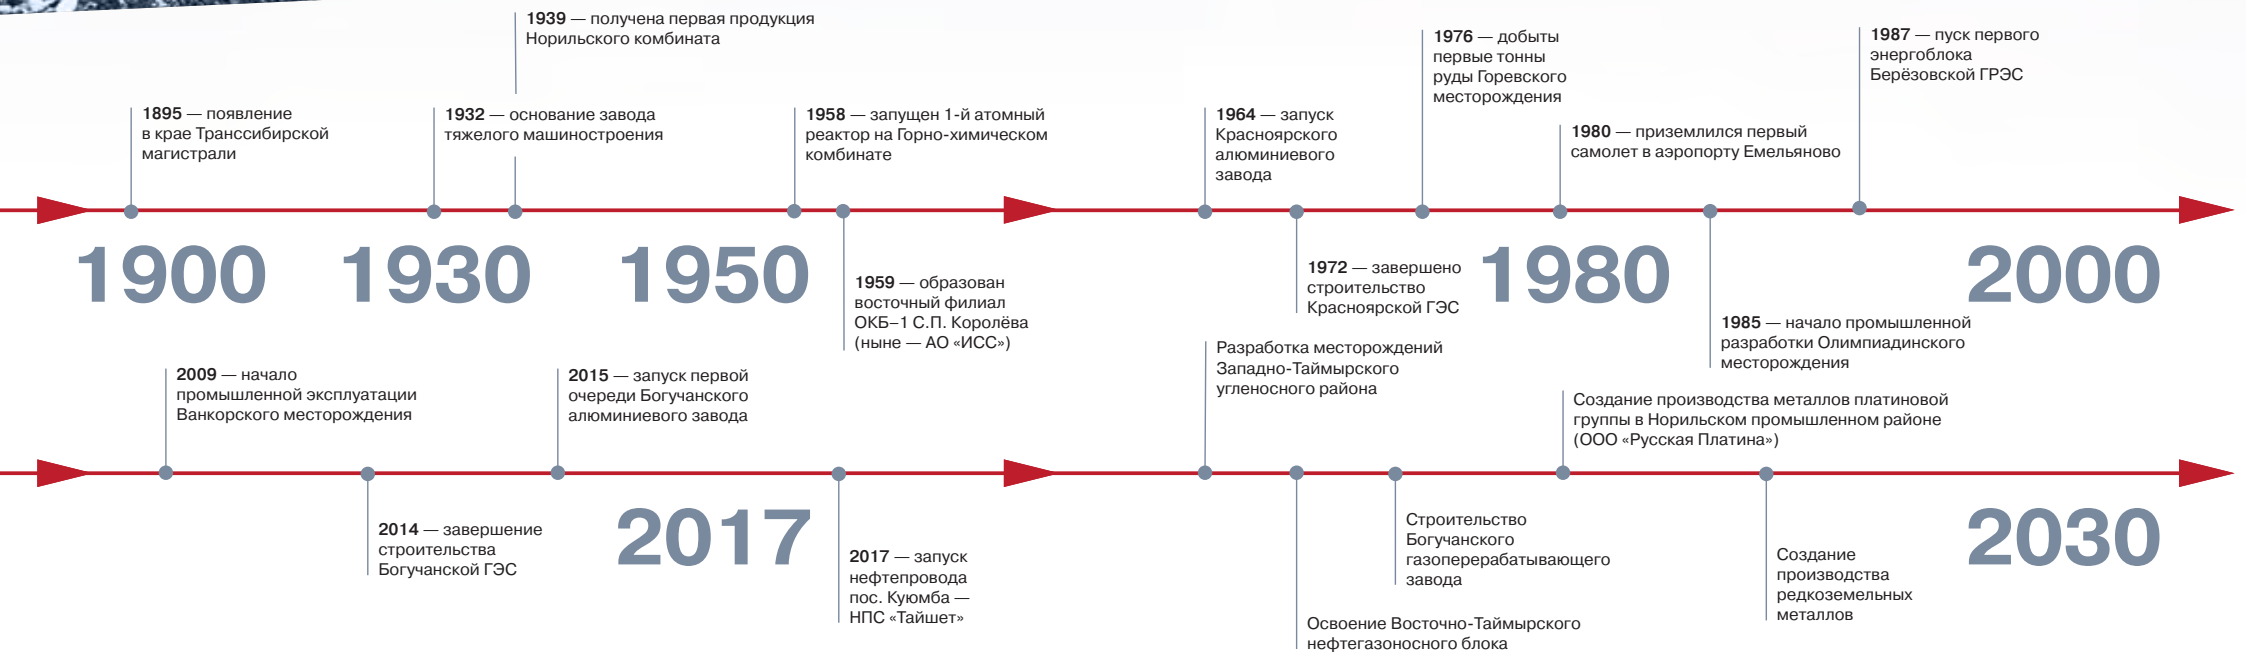 1939 — получена первая продукция
Норильского комбината
1895 — появление
в крае Транссибирской
магистрали
1932 — основание завода
тяжелого машиностроения
1958 — запущен 1-й атомный
реактор на Горно-химическом
комбинате
1964 — запуск
Красноярского
алюминиевого
завода
1976 — добыты
первые тонны
руды Горевского
месторождения
1980 — приземлился первый
самолет в аэропорту Емельяново
1987 — пуск первого
энергоблока
Берёзовской ГРЭС
1900
1930
1950
1959 — образован
восточный филиал
ОКБ–1 С.П. Королёва
(ныне — АО «ИСС»)
1972 — завершено
строительство
Красноярской ГЭС
1980
1985 — начало промышленной
разработки Олимпиадинского
месторождения
2000
2009 — начало
промышленной эксплуатации
Ванкорского месторождения
2015 — запуск первой
очереди Богучанского
алюминиевого завода
Разработка месторождений
Западно-Таймырского
угленосного района
Создание производства металлов платиновой
группы в Норильском промышленном районе
(ООО «Русская Платина»)
2014 — завершение
строительства
Богучанской ГЭС
2017
2017 — запуск
нефтепровода
пос. Куюмба —
НПС «Тайшет»
Освоение Восточно-Таймырского
нефтегазоносного блока
Строительство
Богучанского
газоперерабатывающего
завода
Создание
производства
редкоземельных
металлов
2030